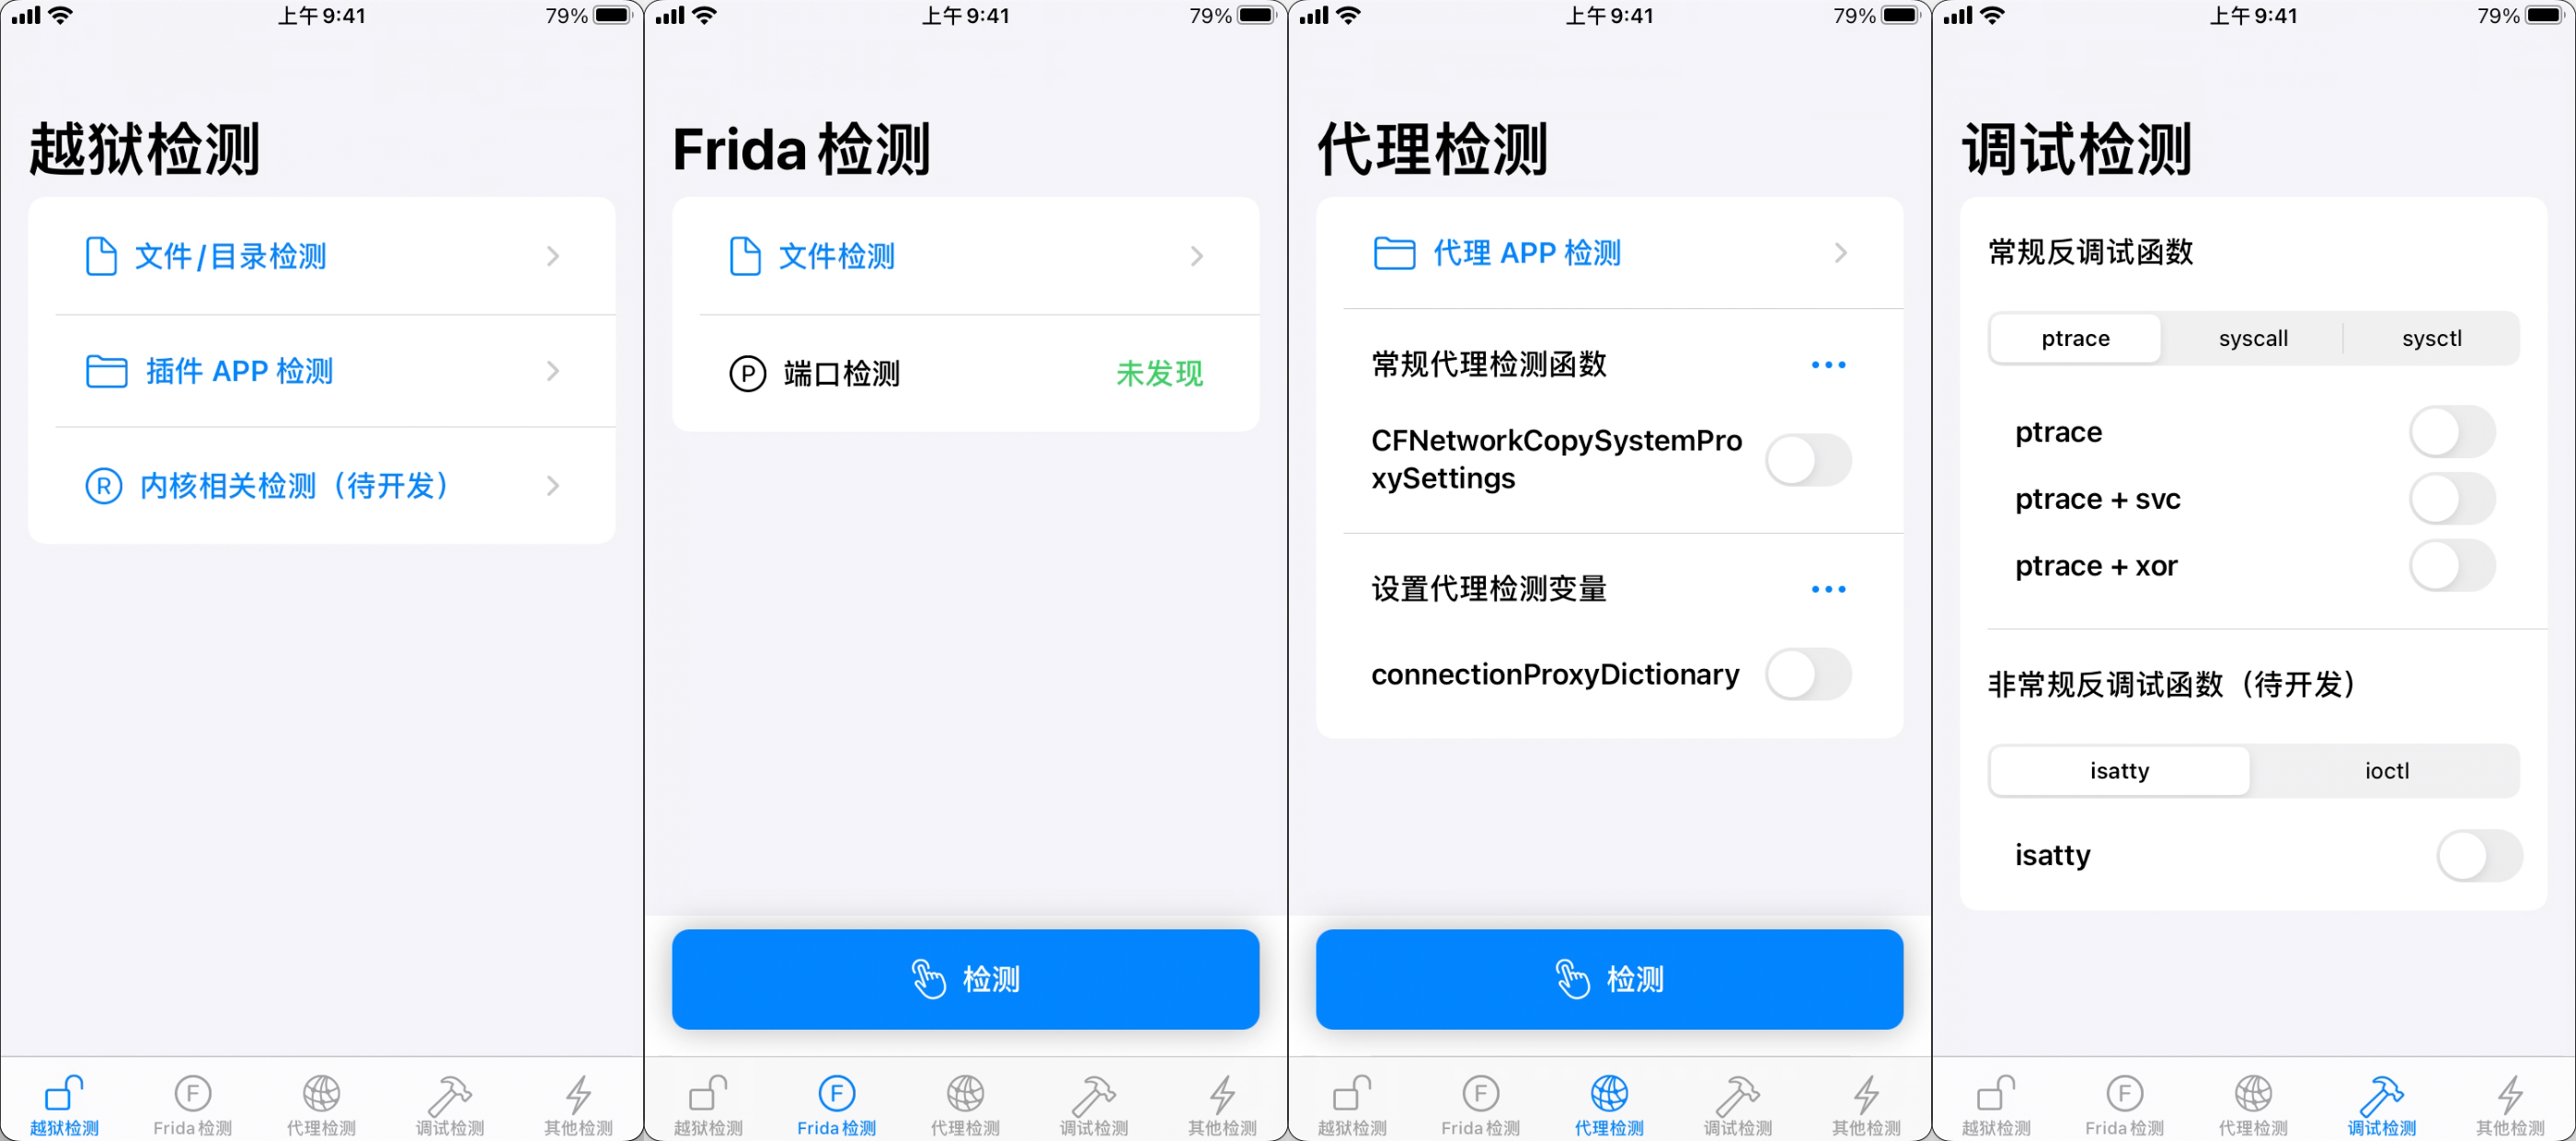 上午 9:41
79%
越狱检测
文件/目录检测
插件 APP 检测
R 内核相关检测（待开发）
越狱检测
F
Frida 检测
代理检测
调试检测
其他检测
上午 9:41
79%
Frida 检测
文件检测
P 端口检测
未发现
检测
越狱检测
F
Frida 检测
代理检测
调试检测
其他检测
上午 9:41
79%
代理检测
代理 APP 检测
常规代理检测函数
CFNetworkCopySystemPro
xySettings
设置代理检测变量
connectionProxyDictionary
检测
越狱检测
F
Frida 检测
代理检测
调试检测
其他检测
上午 9:41
79%
调试检测
常规反调试函数
ptrace
syscall
sysctl
ptrace
ptrace + svc
ptrace + xor
非常规反调试函数（待开发）
isatty
ioctl
isatty
越狱检测
F
Frida 检测
代理检测
调试检测
其他检测